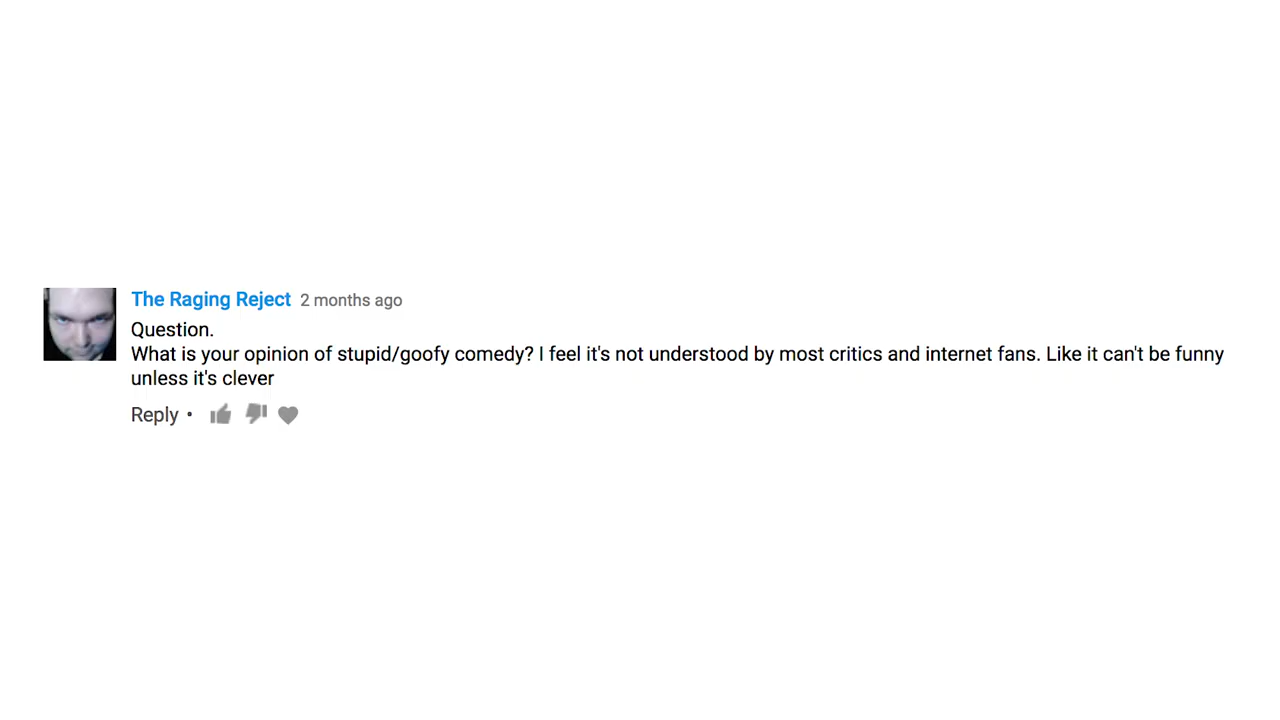 The Raging Reject 2 months ago
Question.
What is your opinion of stupid/goofy comedy? I feel it's not understood by most critics and internet fans. Like it can't be funny
unless it's clever
Reply •